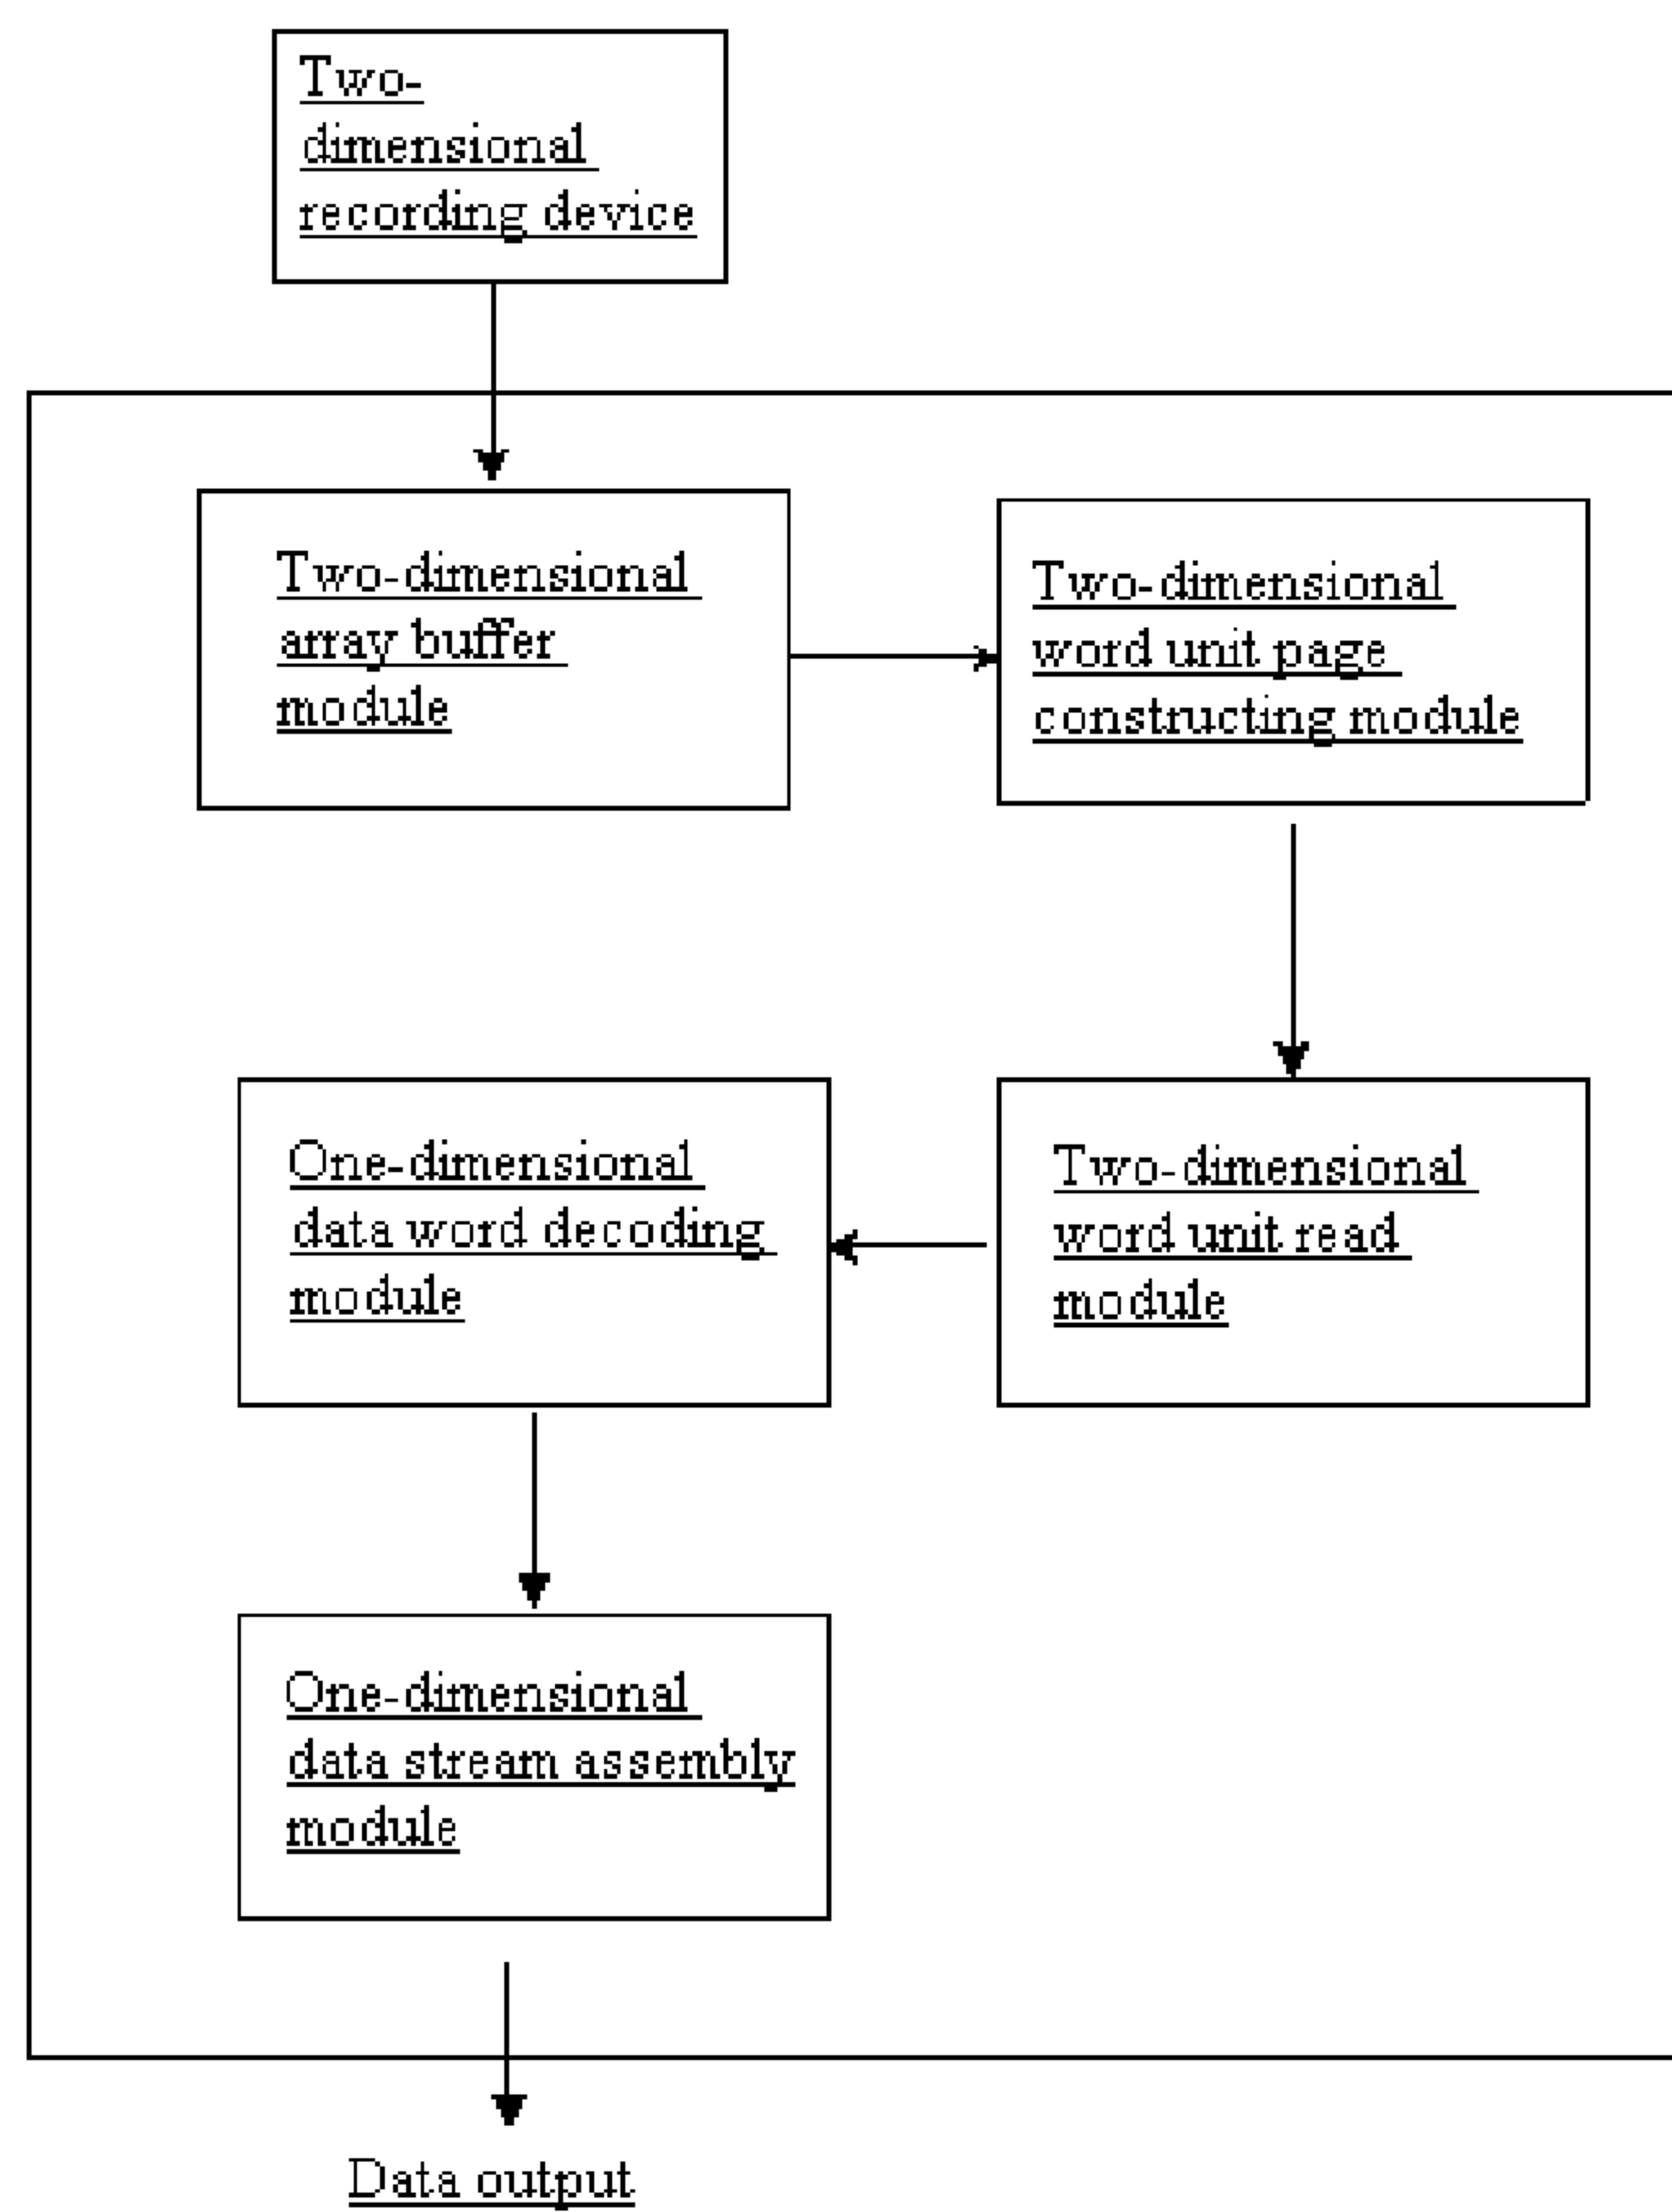 Two-
dimensional
recording device
Two-dimensional
array buffer
module
Two-dimensional
word unit page
constructing module
Two-dimensional
word unit read
module
One-dimensional
data word decoding
module
One-dimensional
data stream assembly
module
Data output